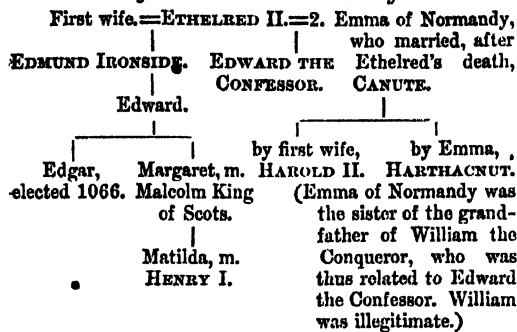 First wife.=ETHELRED II.=2. Emma of Normandy,
who married, after
EDMUND IRONSIDE. EDWARD THE Ethelred's death,
CONFESSOR. CANUTE.
Edward.
by first wife, by Emma,
Edgar, Margaret, m. HAROLD II. HARTHACNUT.
elected 1066. Malcolm King (Emma of Normandy was
of Scots. the sister of the grand-
father of William the
Matilda, m. Conqueror, who was
HENRY I. thus related to Edward
the Confessor. William
was illegitimate.)